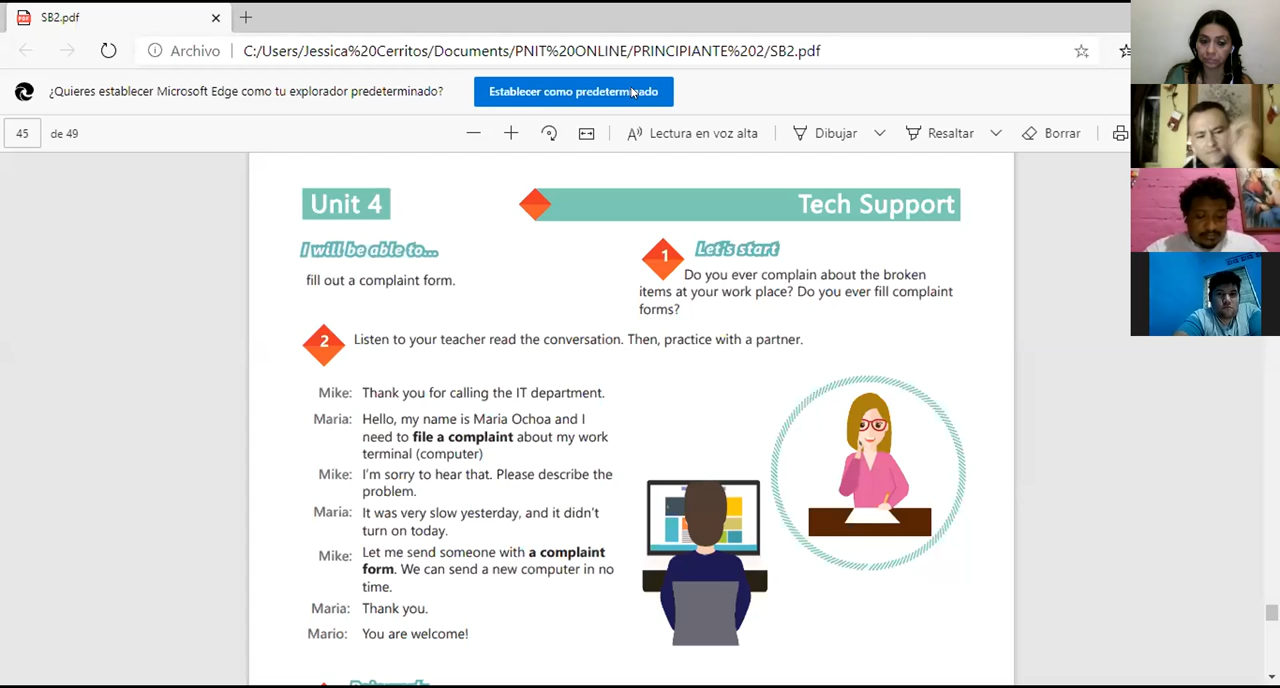 SB2.pdf
Archivo C:/Users/Jessica%20Cerritos/Documents/PNIT%20ONLINE/PRINCIPIANTE%202/SB2.pdf
¿Quieres establecer Microsoft Edge como tu explorador predeterminado? Establecer como predeterminado
45 de 49 Lectura en voz alta Dibujar Resaltar Borrar
Unit 4 Tech Support
I will be able to...
fill out a complaint form.
1 Let's start
Do you ever complain about the broken
items at your work place? Do you ever fill complaint
forms?
2 Listen to your teacher read the conversation. Then, practice with a partner.
Mike: Thank you for calling the IT department.
Maria: Hello, my name is Maria Ochoa and I
need to file a complaint about my work
terminal (computer)
Mike: I'm sorry to hear that. Please describe the
problem.
Maria: It was very slow yesterday, and it didn't
turn on today.
Mike: Let me send someone with a complaint
form. We can send a new computer in no
time.
Maria: Thank you.
Mario: You are welcome!